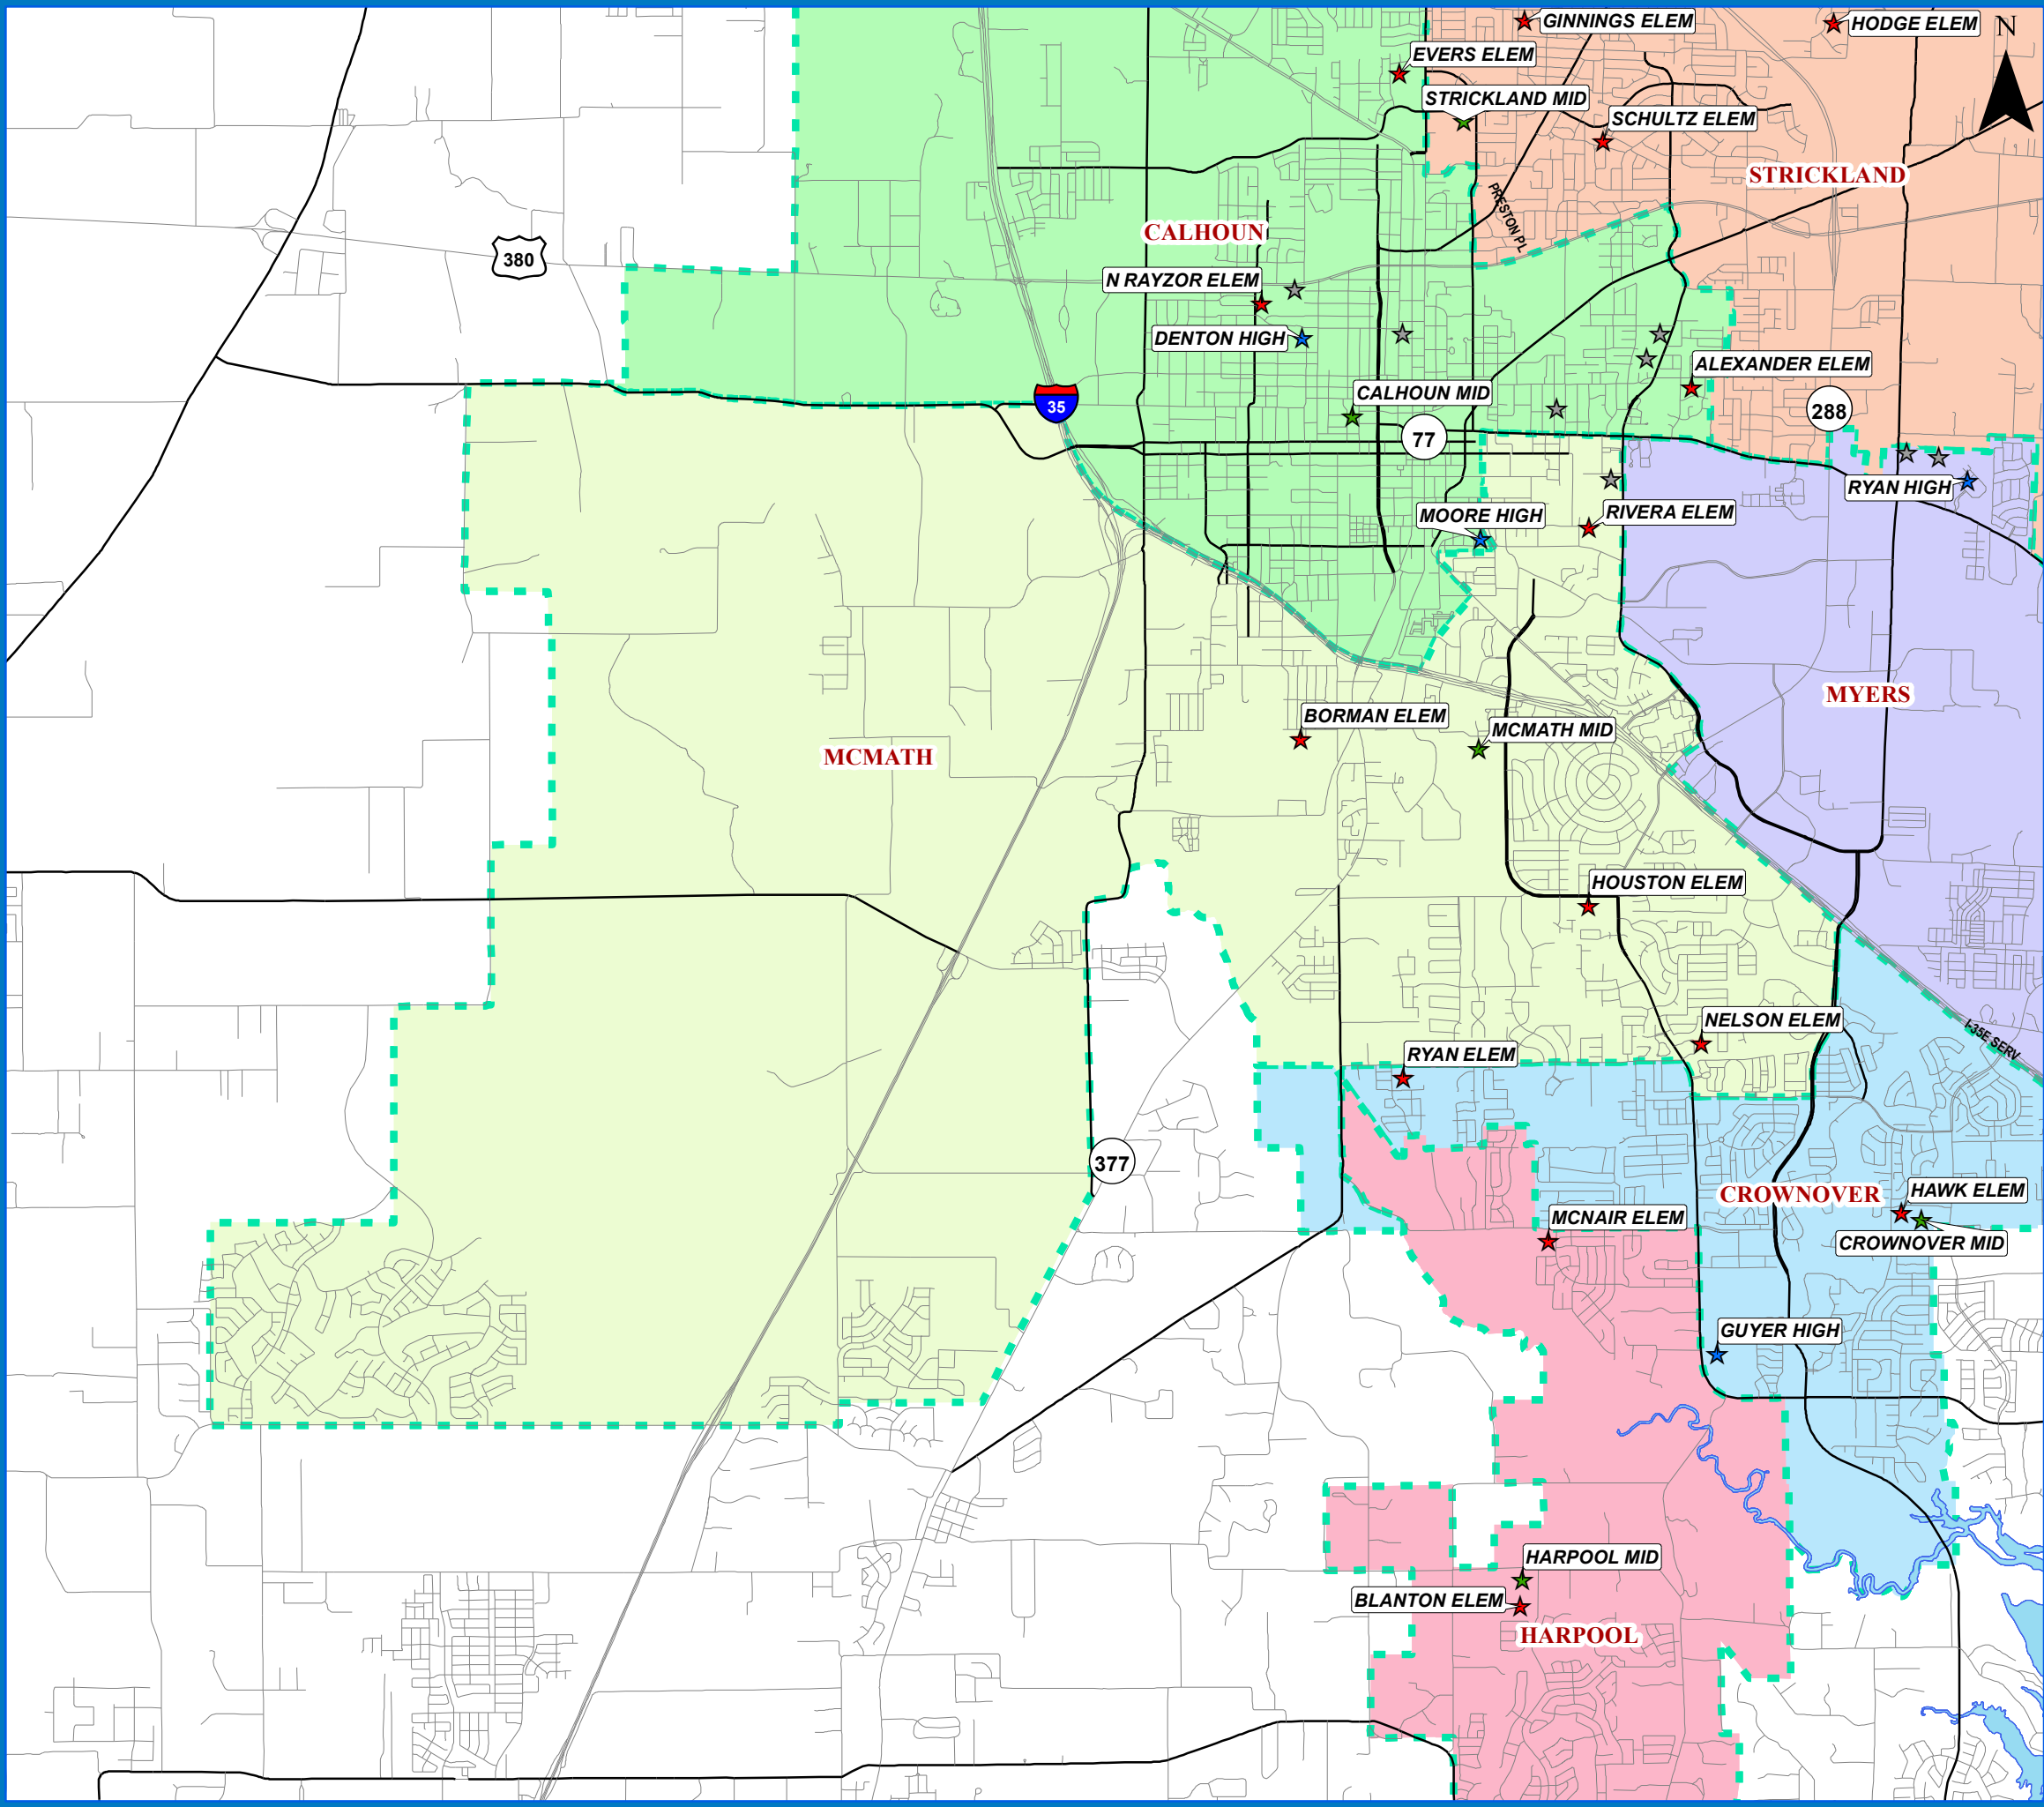 GINNINGS ELEM
HODGE ELEM
N
EVERS ELEM
STRICKLAND MID
SCHULTZ ELEM
STRICKLAND
PRESTON PL
CALHOUN
380
N RAYZOR ELEM
DENTON HIGH
ALEXANDER ELEM
CALHOUN MID
35
288
77
RYAN HIGH
MOORE HIGH
RIVERA ELEM
MYERS
BORMAN ELEM
MCMATH MID
MCMATH
HOUSTON ELEM
NELSON ELEM
I-35E SERV
RYAN ELEM
377
CROWNOVER
HAWK ELEM
MCNAIR ELEM
CROWNOVER MID
GUYER HIGH
HARPOOL MID
BLANTON ELEM
HARPOOL